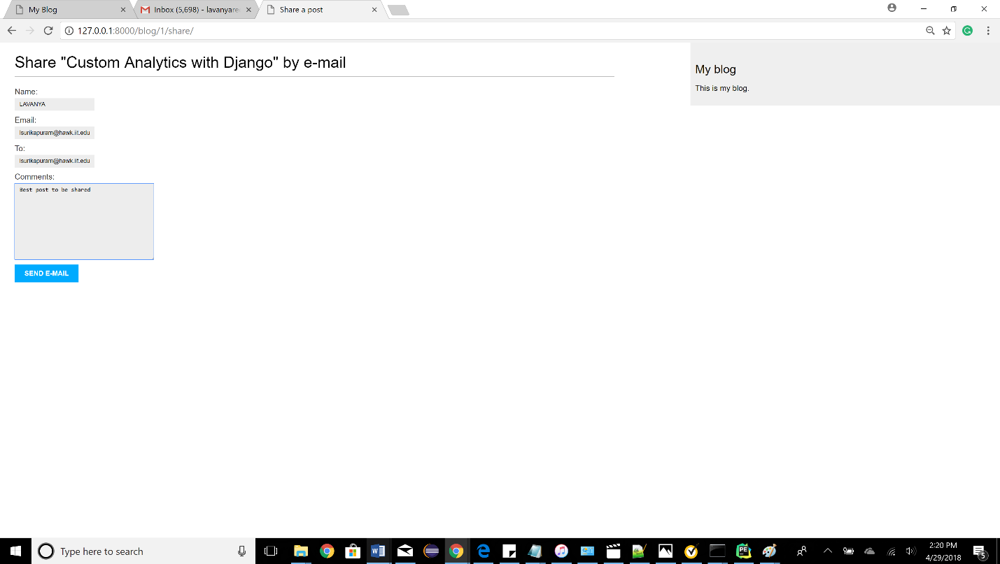 My Blog
Inbox (5,698) - lavanyare
Share a post
127.0.0.1:8000/blog/1/share/
Share "Custom Analytics with Django" by e-mail
My blog
This is my blog.
Name:
LAVANYA
Email:
lsurikapuram@hawk.iit.edu
To:
lsurikapuram@hawk.iit.edu
Comments:
Best post to be shared
SEND E-MAIL
Type here to search
2:20 PM
4/29/2018
5